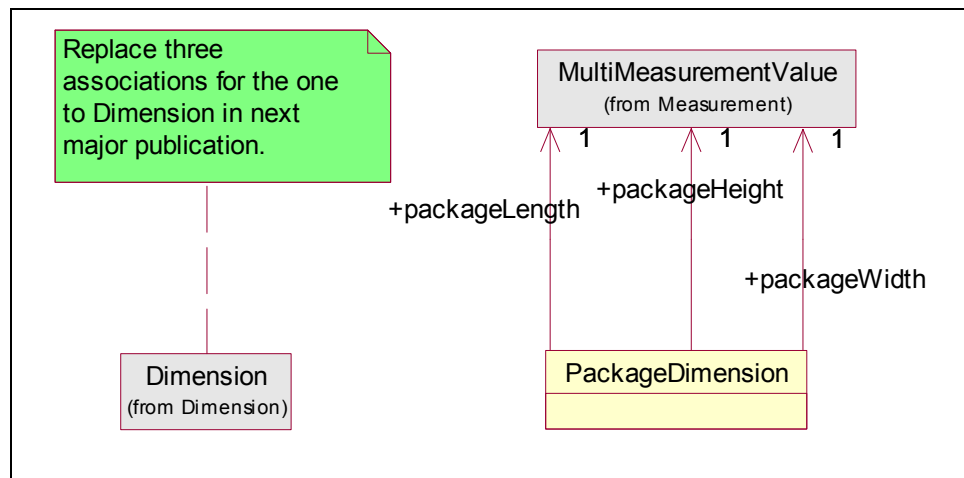 Replace three
associations for the one
to Dimension in next
major publication.
MultiMeasurementValue
(from Measurement)
1
1
1
+packageHeight
+packageLength
+packageWidth
Dimension
(from Dimension)
PackageDimension